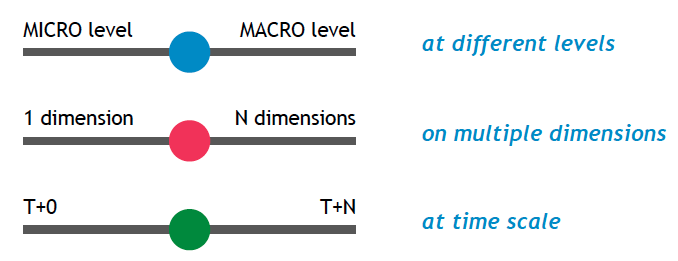 MICRO level MACRO level at different levels
1 dimension N dimensions on multiple dimensions
T+0 T+N at time scale